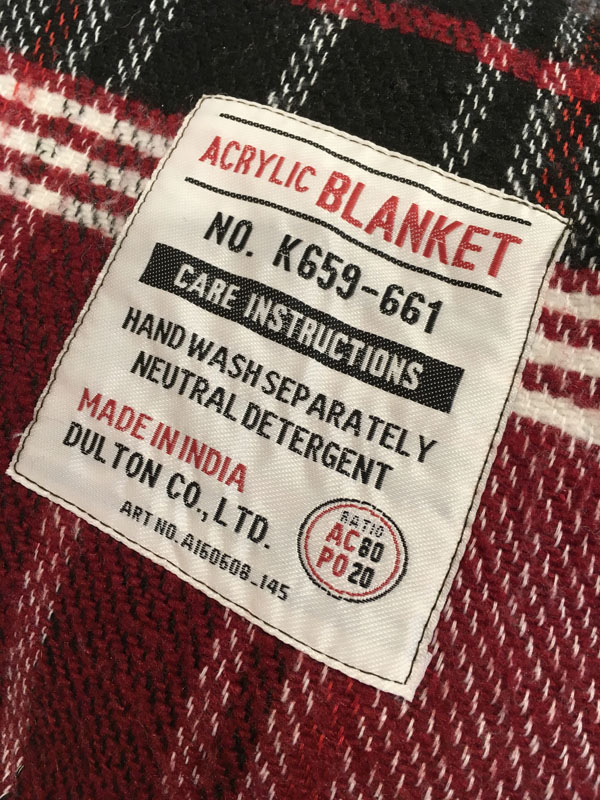 ACRYLIC BLANKET
NO. K659-661
CARE INSTRUCTIONS
HAND WASH SEPARATELY
NEUTRAL DETERGENT
MADE IN INDIA
DULTON CO., LTD.
ART NO. A160608_145
RATIO
AC 80
PO 20